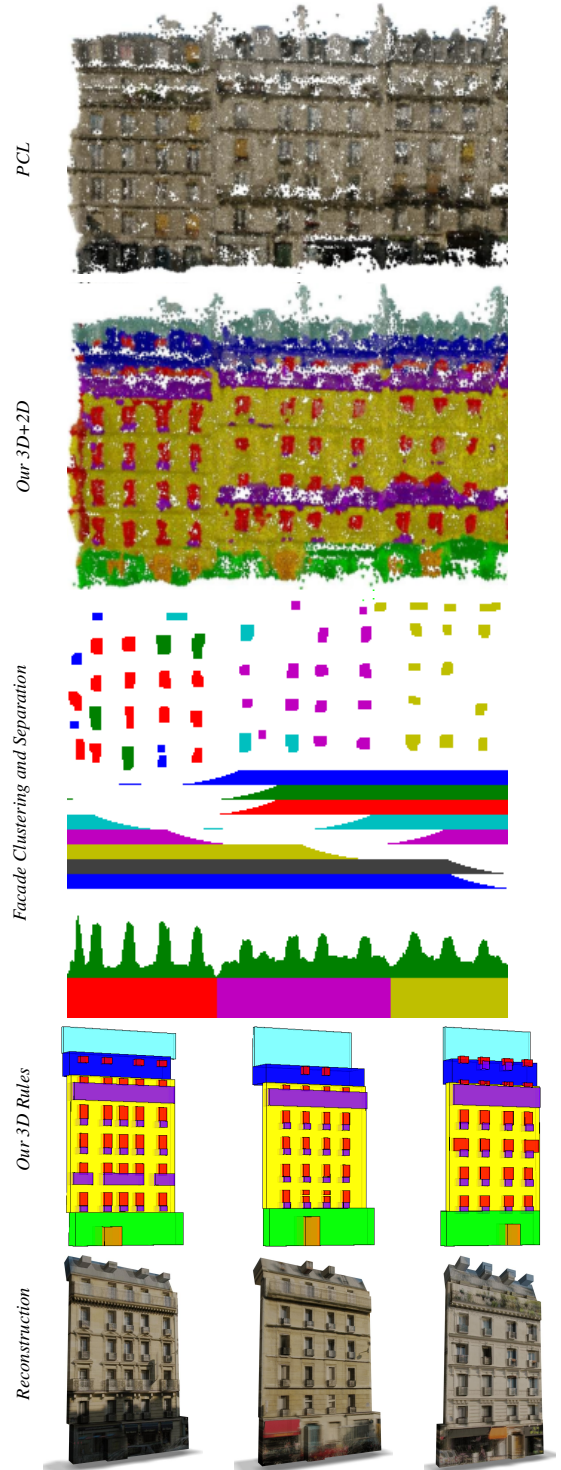 PCL
Our 3D+2D
Facade Clustering and Separation
Our 3D Rules
Reconstruction